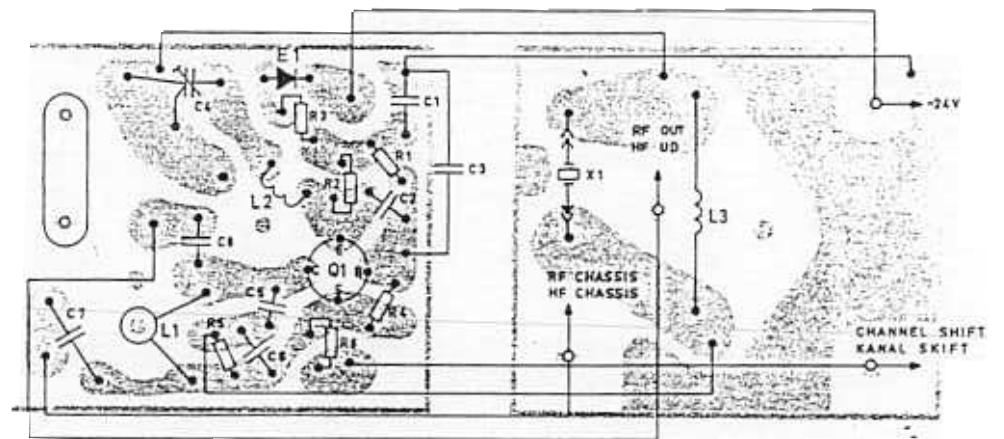 E1
C4
R3
C1
-24V
RF OUT
HF UD
R1
C3
R2
X1
L2
C2
L3
C8
E
C Q1 B
S
RF CHASSIS
HF CHASSIS
C5
R4
C7
L1
R5
C6
R6
CHANNEL SHIFT
KANAL SKIFT